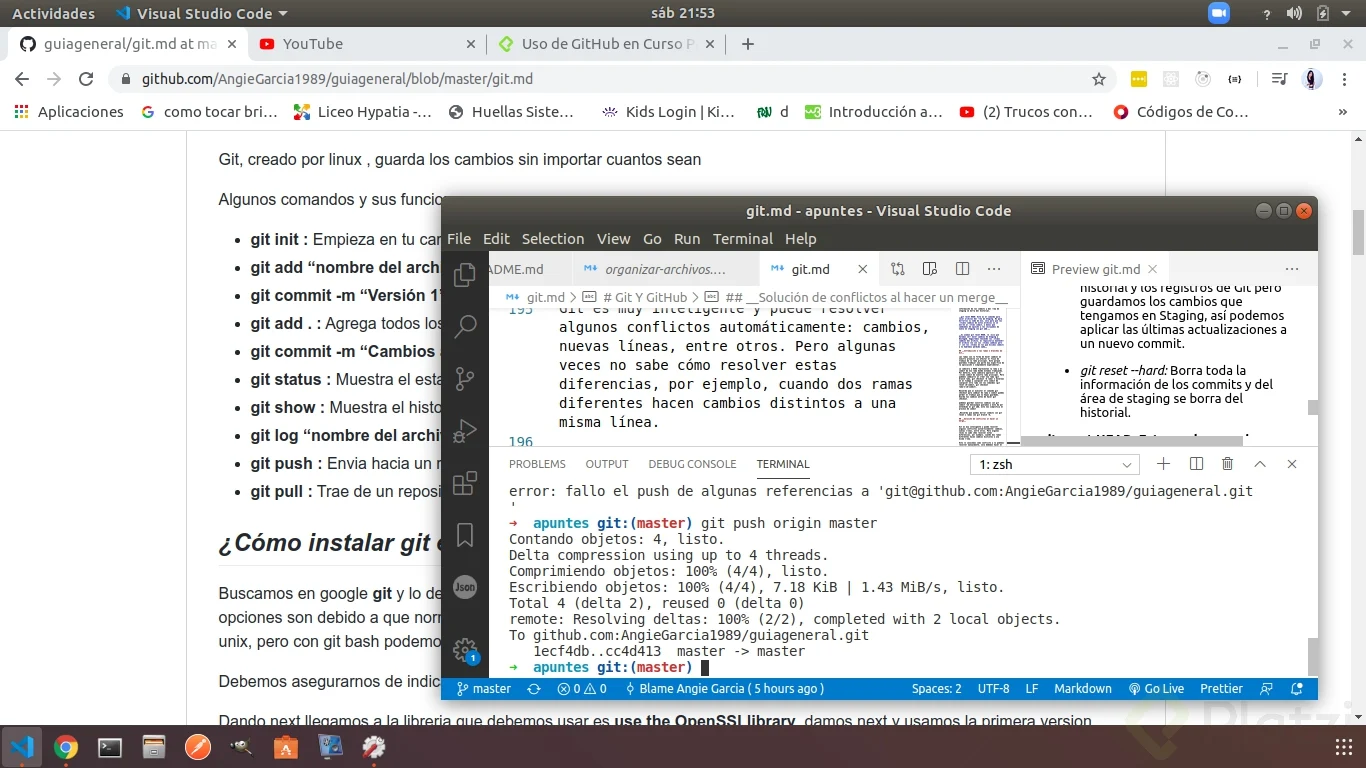 Actividades
Visual Studio Code
sáb 21:53
guiageneral/git.md at ma
YouTube
Uso de GitHub en Curso P
github.com/AngieGarcia1989/guiageneral/blob/master/git.md
Aplicaciones
como tocar bri...
Liceo Hypatia -...
Huellas Siste...
Kids Login | Ki...
d
Introducción a...
(2) Trucos con...
Códigos de Co...
»
Git, creado por linux , guarda los cambios sin importar cuantos sean
Algunos comandos y sus funcio
• git init : Empieza en tu car
• git add “nombre del archi
• git commit -m “Versión 1”
• git add . : Agrega todos los
• git commit -m “Cambios
• git status : Muestra el esta
• git show : Muestra el histo
• git log “nombre del archi
• git push : Envia hacia un r
• git pull : Trae de un reposi
¿Cómo instalar git e
Buscamos en google git y lo de
opciones son debido a que norr
unix, pero con git bash podemo
Debemos asegurarnos de indic
Dando next llegamos a la libreria que debemos usar es use the OpenSSl library, damos next y usamos la primera version
git.md - apuntes - Visual Studio Code
File Edit Selection View Go Run Terminal Help
ADME.md
organizar-archivos....
git.md
Preview git.md
git.md > # Git Y GitHub > ## __Solución de conflictos al hacer un merge__
195
Git es muy inteligente y puede resolver
algunos conflictos automáticamente: cambios,
nuevas líneas, entre otros. Pero algunas
veces no sabe cómo resolver estas
diferencias, por ejemplo, cuando dos ramas
diferentes hacen cambios distintos a una
misma línea.
196
historial y los registros de Git pero
guardamos los cambios que
tengamos en Staging, así podemos
aplicar las últimas actualizaciones a
un nuevo commit.
• git reset --hard: Borra toda la
información de los commits y del
área de staging se borra del
historial.
PROBLEMS OUTPUT DEBUG CONSOLE TERMINAL
1: zsh
error: fallo el push de algunas referencias a 'git@github.com:AngieGarcia1989/guiageneral.git
'
➜ apuntes git:(master) git push origin master
Contando objetos: 4, listo.
Delta compression using up to 4 threads.
Comprimiendo objetos: 100% (4/4), listo.
Escribiendo objetos: 100% (4/4), 7.18 KiB | 1.43 MiB/s, listo.
Total 4 (delta 2), reused 0 (delta 0)
remote: Resolving deltas: 100% (2/2), completed with 2 local objects.
To github.com:AngieGarcia1989/guiageneral.git
1ecf4db..cc4d413 master -> master
➜ apuntes git:(master)
Json
1
master
0 0
Blame Angie Garcia ( 5 hours ago )
Spaces: 2
UTF-8
LF
Markdown
Go Live
Prettier
Platzi